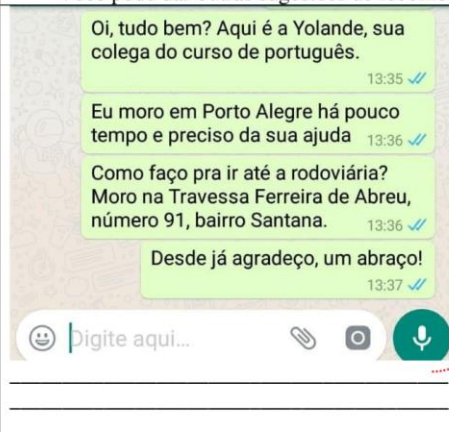 Oi, tudo bem? Aqui é a Yolande, sua
colega do curso de português.
13:35
Eu moro em Porto Alegre há pouco
tempo e preciso da sua ajuda 13:36
Como faço pra ir até a rodoviária?
Moro na Travessa Ferreira de Abreu,
número 91, bairro Santana. 13:36
Desde já agradeço, um abraço!
13:37
Digite aqui...